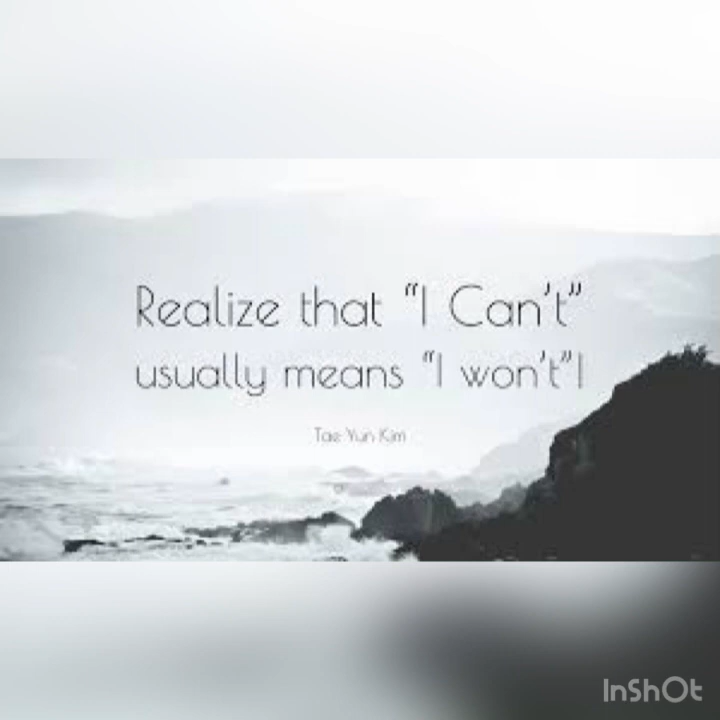 Realize that “I Can’t”
usually means “I won’t”!
Tae Yun Kim
InShOt